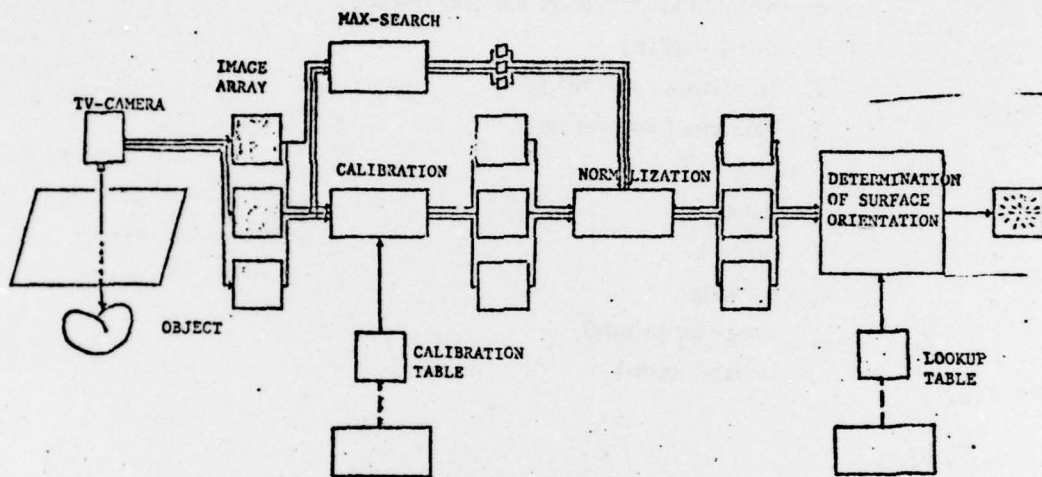 MAX-SEARCH
IMAGE
ARRAY
TV-CAMERA
CALIBRATION
NORMALIZATION
DETERMINATION
OF SURFACE
ORIENTATION
OBJECT
CALIBRATION
TABLE
LOOKUP
TABLE